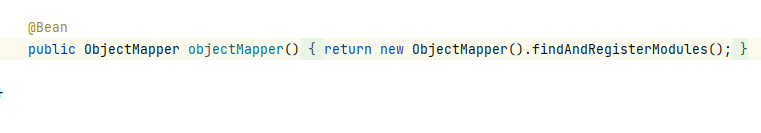 @Bean
public ObjectMapper objectMapper() { return new ObjectMapper().findAndRegisterModules(); }
}